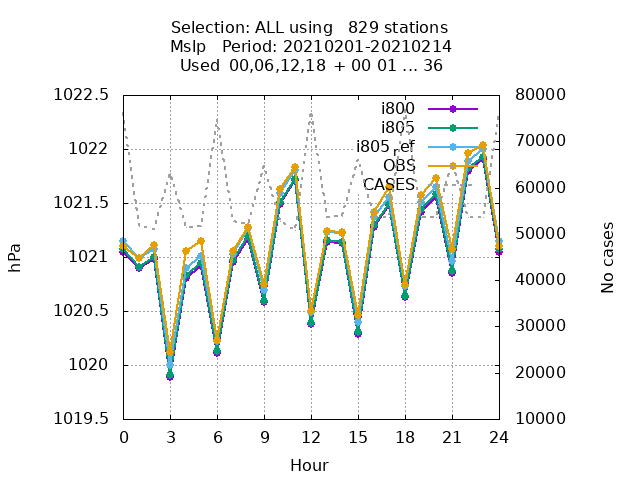 Selection: ALL using   829 stations
Mslp   Period: 20210201-20210214
Used  00,06,12,18  + 00 01 ... 36
1022.5
1022
1021.5
1021
1020.5
1020
1019.5
80000
70000
60000
50000
40000
30000
20000
10000
i800
i805
i805_ref
OBS
CASES
hPa
No cases
0 3 6 9 12 15 18 21 24
Hour